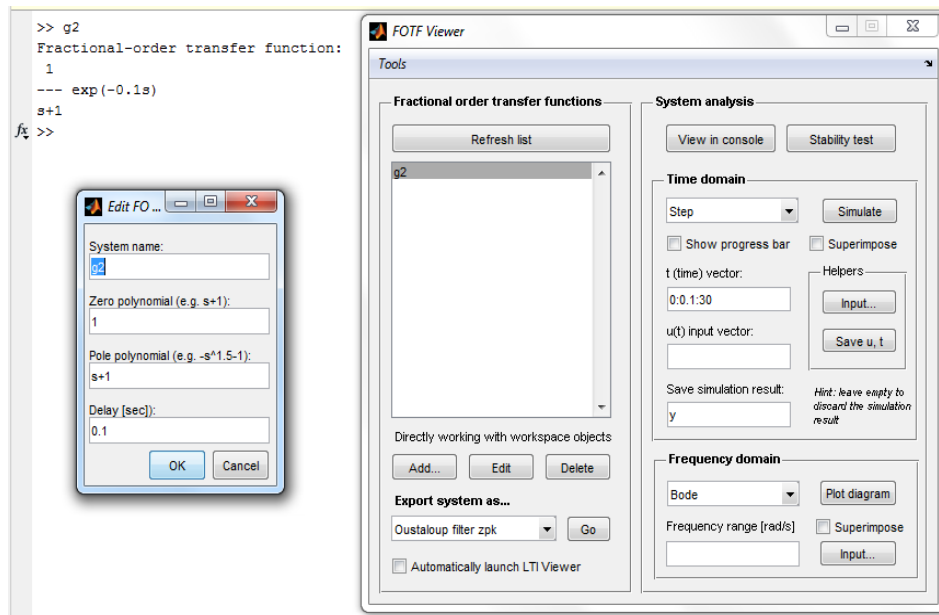 >> g2
Fractional-order transfer function:
1
--- exp(-0.1s)
s+1
fx >>
Edit FO ...
System name:
g2
Zero polynomial (e.g. s+1):
1
Pole polynomial (e.g. -s^1.5-1):
s+1
Delay [sec]):
0.1
OK Cancel
FOTF Viewer
Tools
Fractional order transfer functions
Refresh list
g2
Directly working with workspace objects
Add... Edit Delete
Export system as...
Oustaloup filter zpk Go
Automatically launch LTI Viewer
System analysis
View in console Stability test
Time domain
Step Simulate
Show progress bar Superimpose
t (time) vector:
0:0.1:30
u(t) input vector:
Helpers
Input...
Save u, t
Save simulation result:
y
Hint: leave empty to
discard the simulation
result
Frequency domain
Bode Plot diagram
Frequency range [rad/s] Superimpose
Input...